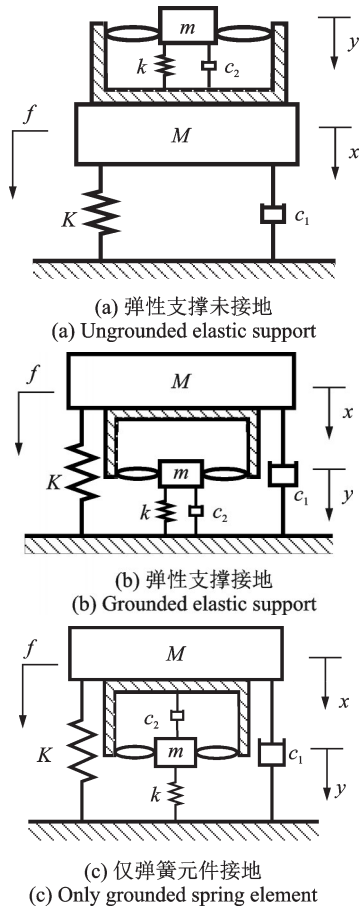 m
y
k
c2
f
M
x
K
c1
(a) 弹性支撑未接地
(a) Ungrounded elastic support
f
M
x
K
m
c1
k
c2
y
(b) 弹性支撑接地
(b) Grounded elastic support
f
M
x
c2
K
m
c1
k
y
(c) 仅弹簧元件接地
(c) Only grounded spring element